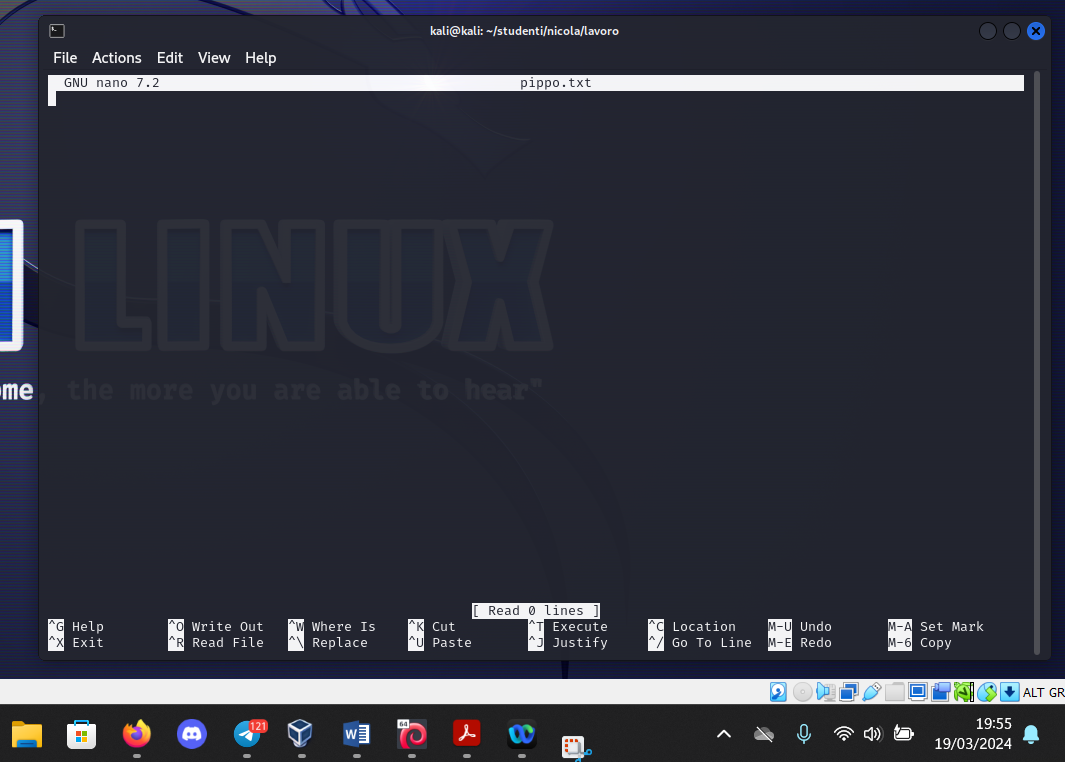 kali@kali: ~/studenti/nicola/lavoro
File Actions Edit View Help
GNU nano 7.2 pippo.txt
LINUX
ome, the more you are able to hear"
[ Read 0 lines ]
^G Help ^O Write Out ^W Where Is ^K Cut ^T Execute ^C Location M-U Undo M-A Set Mark
^X Exit ^R Read File ^\ Replace ^U Paste ^J Justify ^/ Go To Line M-E Redo M-6 Copy
ALT GR
121
64
W
19:55
19/03/2024